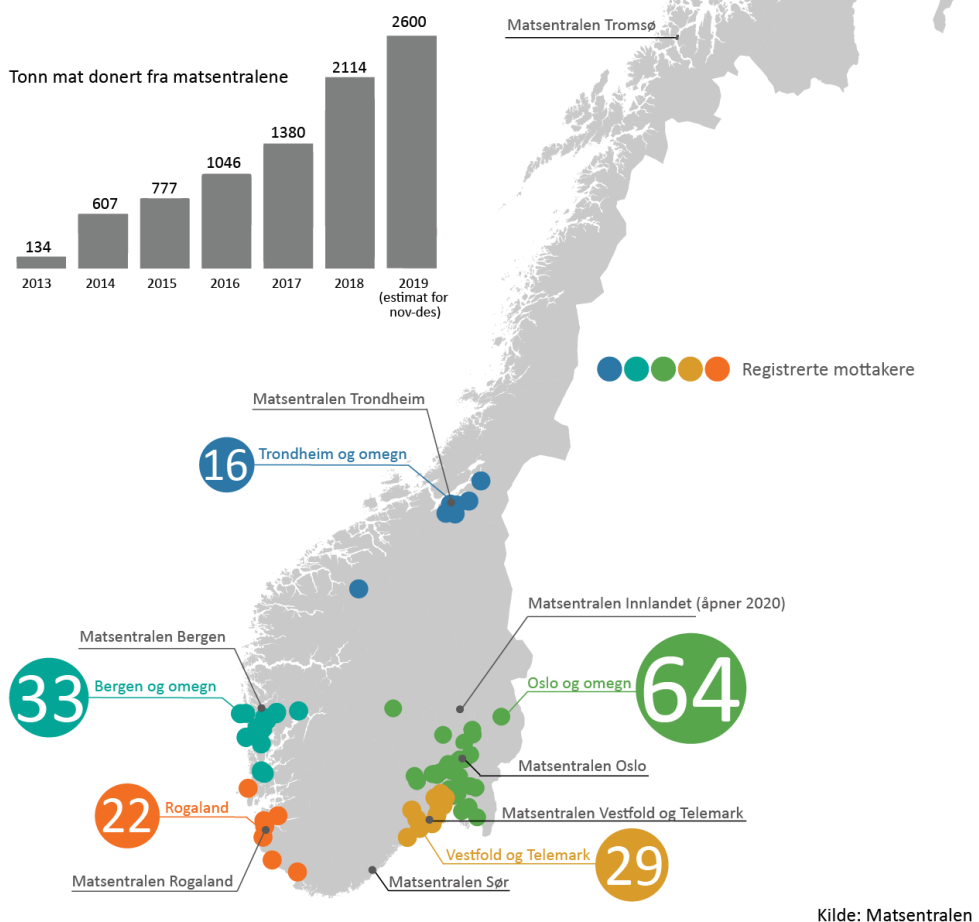 Tonn mat donert fra matsentralene
134
607
777
1046
1380
2114
2600
2013
2014
2015
2016
2017
2018
2019
(estimat for
nov-des)
Matsentralen Tromsø
Registrerte mottakere
Matsentralen Trondheim
16
Trondheim og omegn
Matsentralen Innlandet (åpner 2020)
Matsentralen Bergen
33
Bergen og omegn
Oslo og omegn
64
Matsentralen Oslo
22
Rogaland
Matsentralen Vestfold og Telemark
Vestfold og Telemark
29
Matsentralen Rogaland
Matsentralen Sør
Kilde: Matsentralen